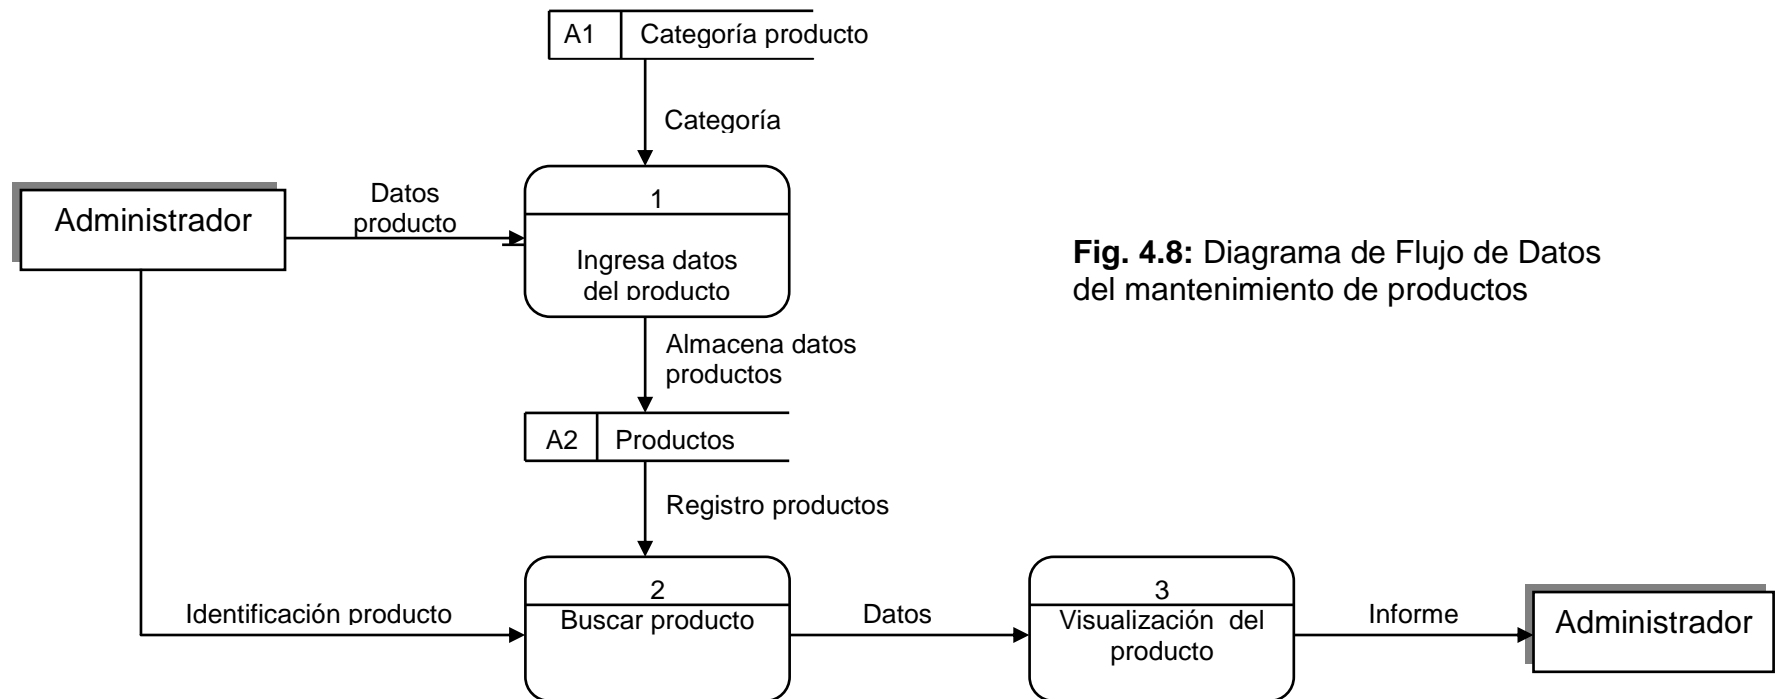 A1 Categoría producto
Categoría
Administrador
Datos
producto
1
Ingresa datos
del producto
Fig. 4.8: Diagrama de Flujo de Datos
del mantenimiento de productos
Almacena datos
productos
A2 Productos
Registro productos
Identificación producto
2
Buscar producto
Datos
3
Visualización del
producto
Informe
Administrador